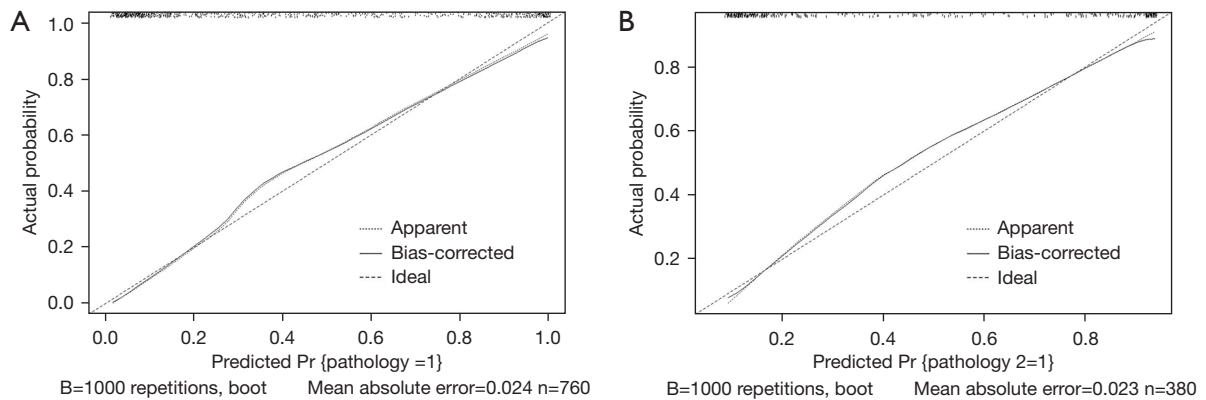 A
1.0
0.8
0.6
0.4
0.2
0.0
Actual probability
Apparent
Bias-corrected
Ideal
0.0 0.2 0.4 0.6 0.8 1.0
Predicted Pr {pathology =1}
B=1000 repetitions, boot Mean absolute error=0.024 n=760
B
0.8
0.6
0.4
0.2
Actual probability
Apparent
Bias-corrected
Ideal
0.2 0.4 0.6 0.8
Predicted Pr {pathology 2=1}
B=1000 repetitions, boot Mean absolute error=0.023 n=380